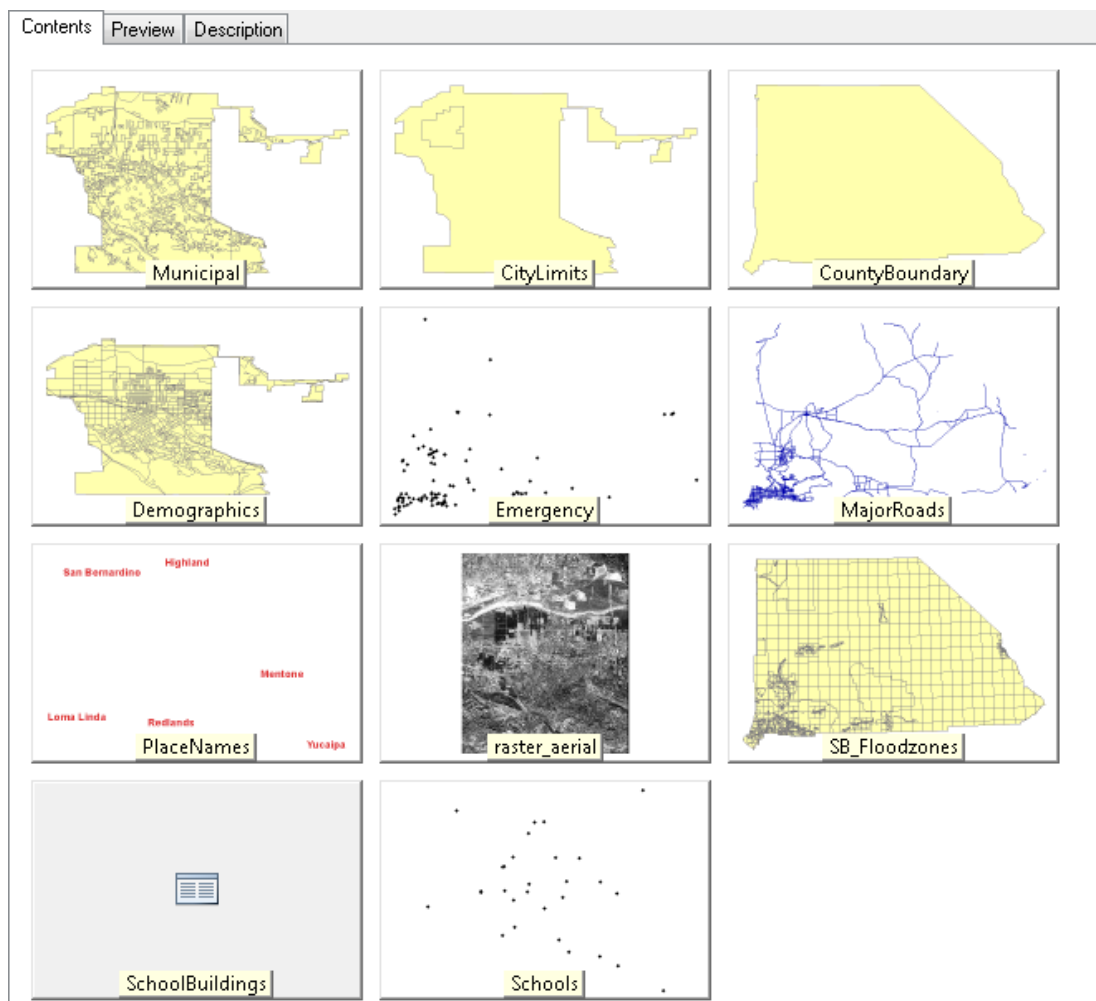 Contents Preview Description
Municipal
CityLimits
CountyBoundary
Demographics
Emergency
MajorRoads
San Bernardino
Highland
Mentone
Loma Linda
Redlands
Yucaipa
PlaceNames
raster_aerial
SB_Floodzones
SchoolBuildings
Schools